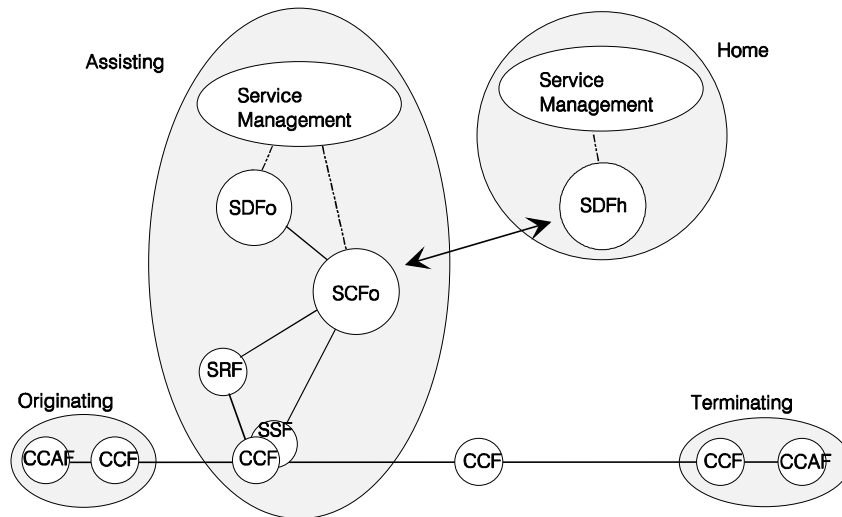 Assisting
Home
Service
Management
Service
Management
SDFo
SDFh
SCFo
SRF
Originating
Terminating
SSF
CCAF
CCF
CCF
CCF
CCF
CCAF